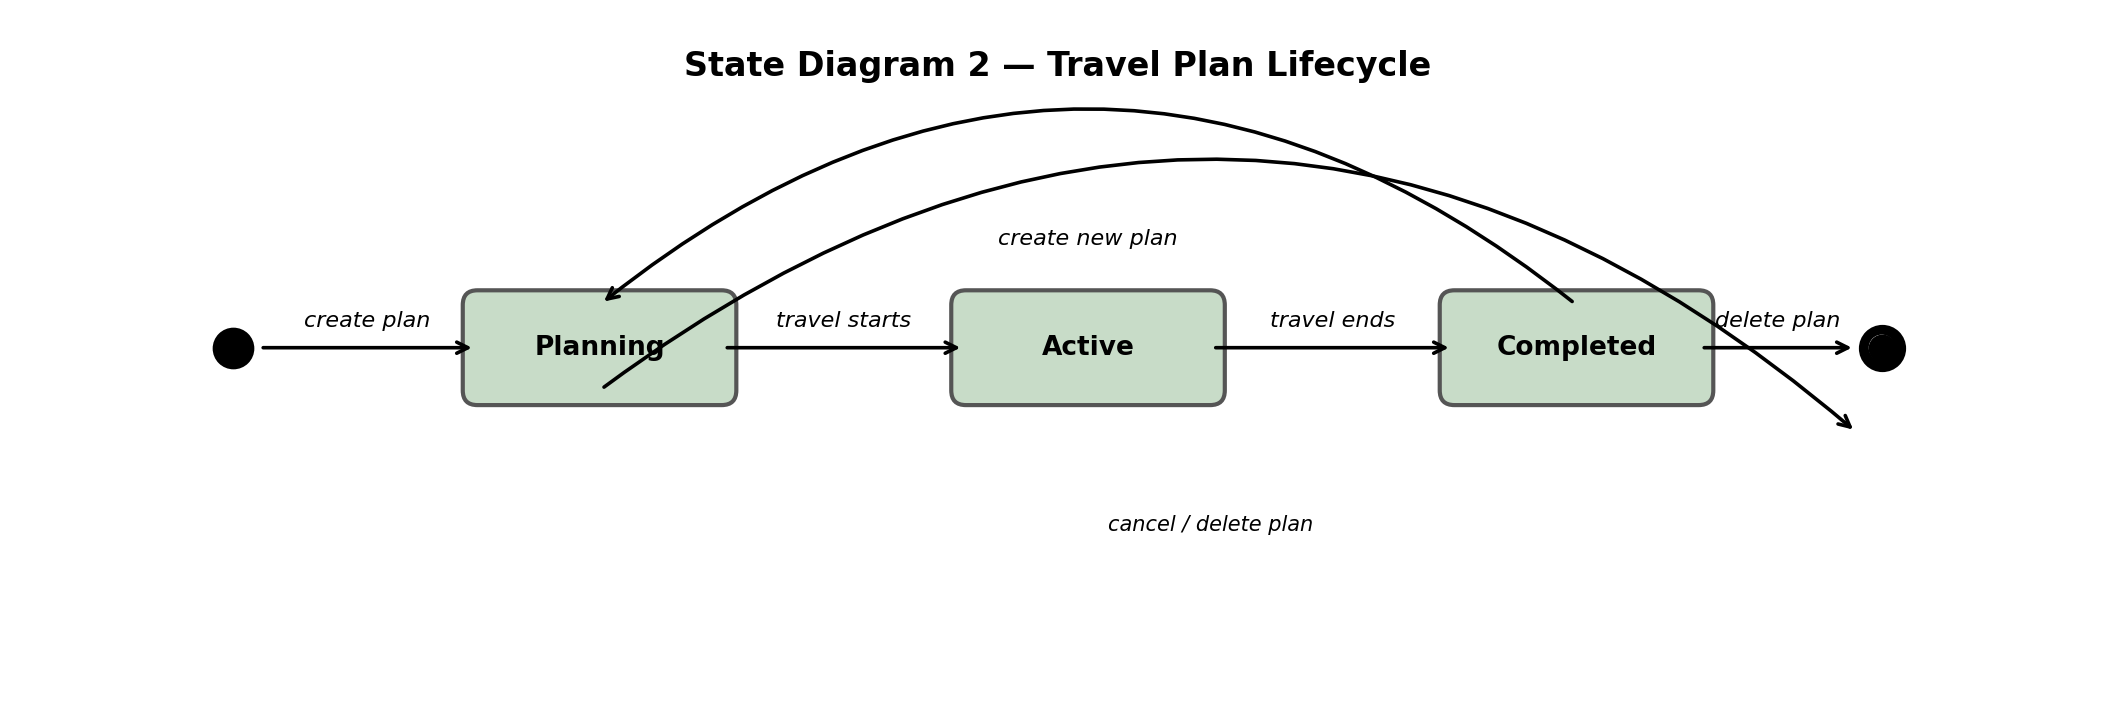 State Diagram 2 — Travel Plan Lifecycle
create new plan
create plan
travel starts
travel ends
delete plan
Planning
Active
Completed
cancel / delete plan